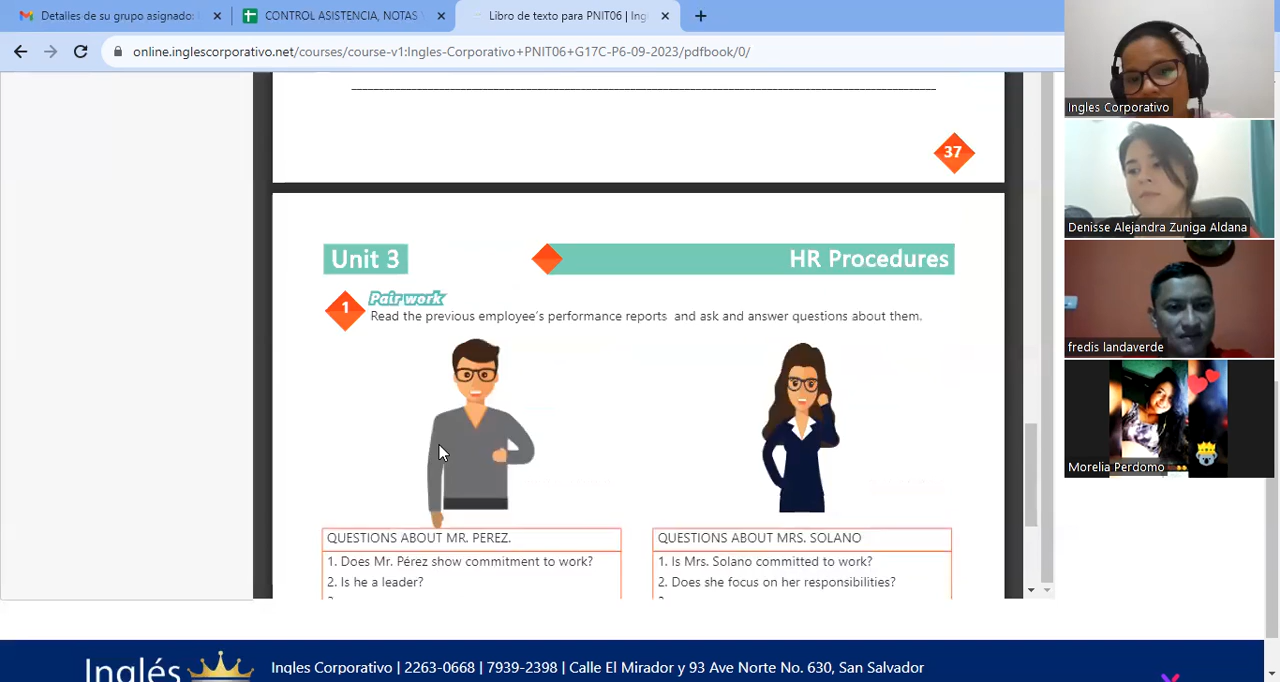 Detalles de su grupo asignado:
CONTROL ASISTENCIA, NOTAS Y
Libro de texto para PNIT06 | Ing
online.inglescorporativo.net/courses/course-v1:Ingles-Corporativo+PNIT06+G17C-P6-09-2023/pdfbook/0/
37
Unit 3
HR Procedures
1
Pair work
Read the previous employee's performance reports and ask and answer questions about them.
QUESTIONS ABOUT MR. PEREZ.
1. Does Mr. Pérez show commitment to work?
2. Is he a leader?
QUESTIONS ABOUT MRS. SOLANO
1. Is Mrs. Solano committed to work?
2. Does she focus on her responsibilities?
Ingles Corporativo
Denisse Alejandra Zuniga Aldana
fredis landaverde
Morelia Perdomo
Inglés
Ingles Corporativo | 2263-0668 | 7939-2398 | Calle El Mirador y 93 Ave Norte No. 630, San Salvador